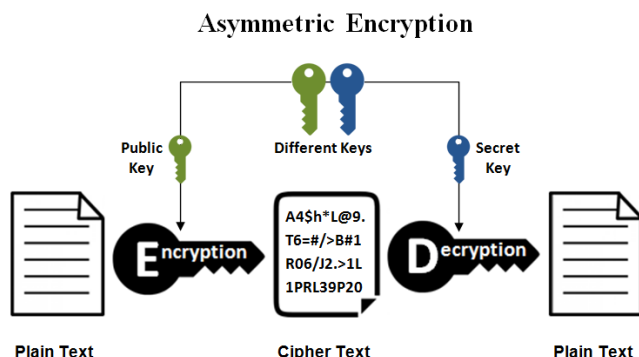 Asymmetric Encryption
Public
Key
Different Keys
Secret
Key
A4$h*L@9.
T6=#/>B#1
R06/J2.>1L
1PRL39P20
Encryption
Decryption
Plain Text
Cipher Text
Plain Text